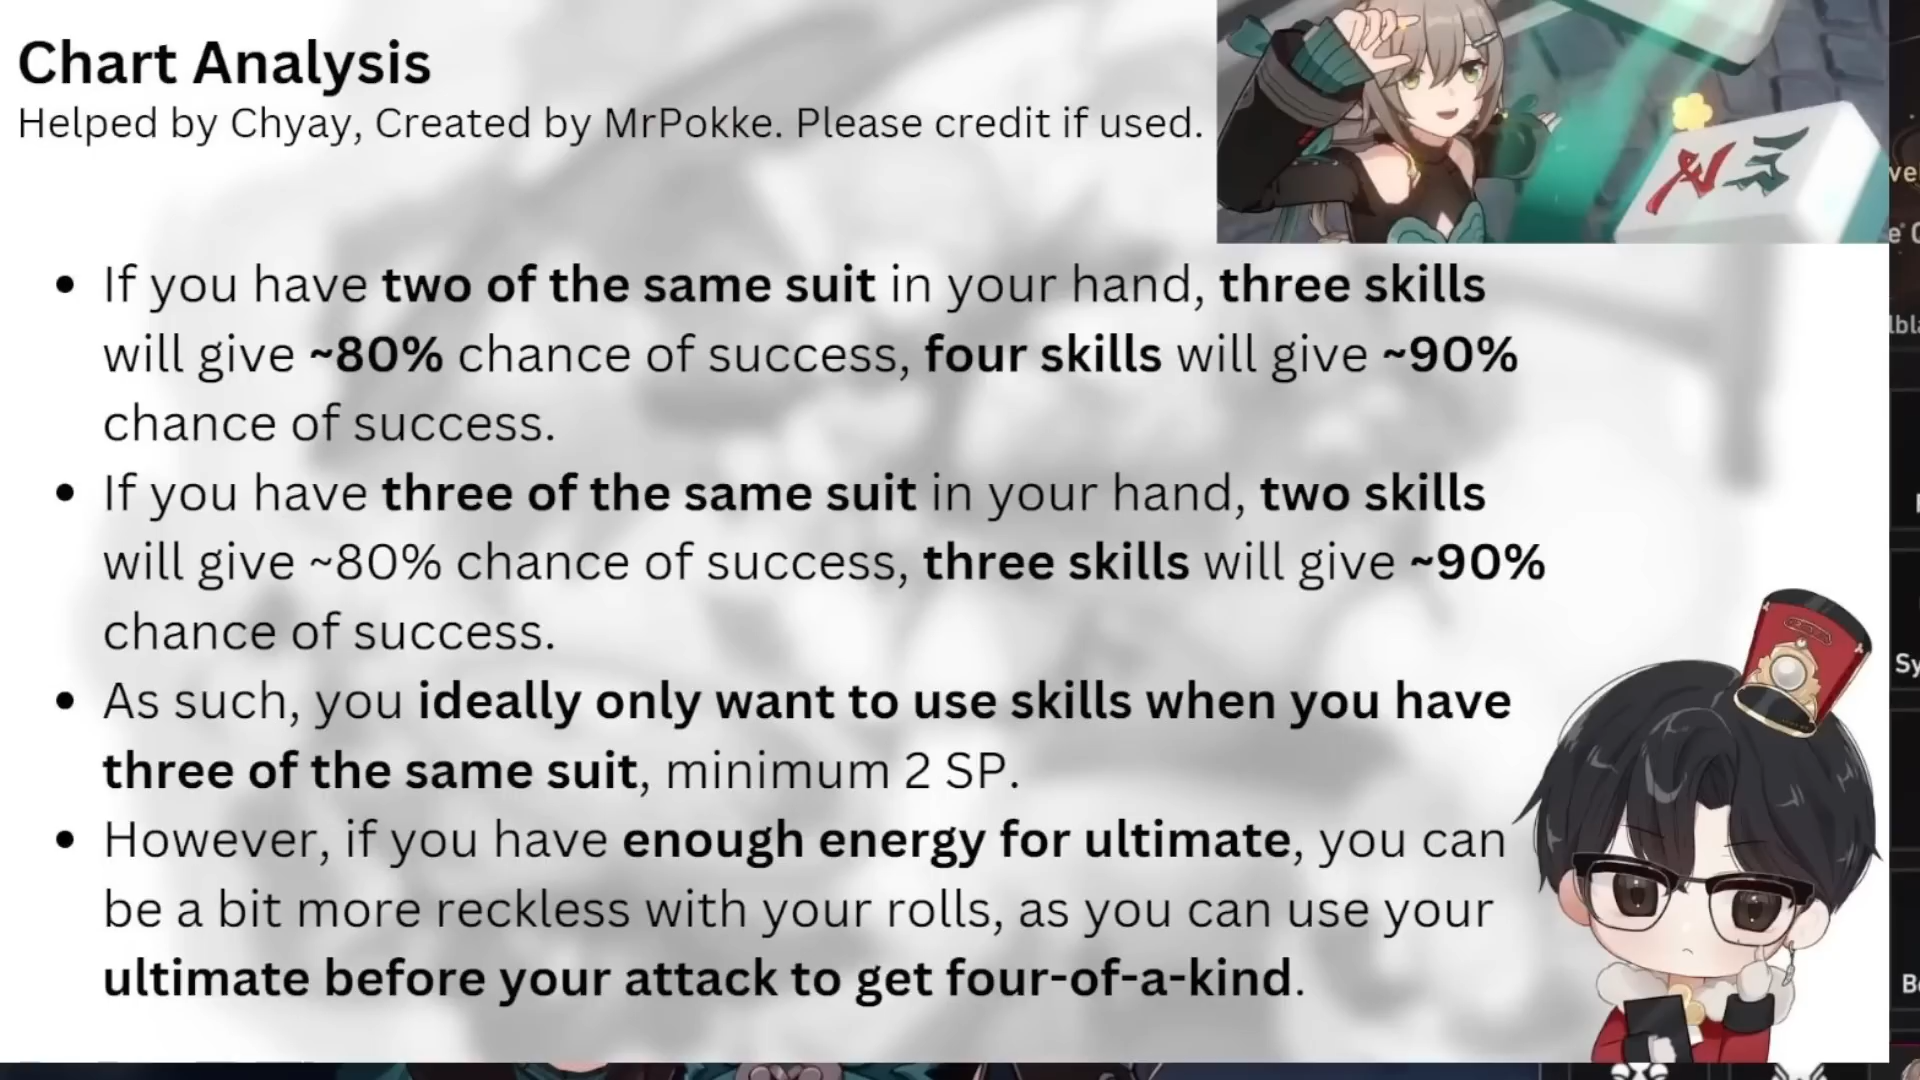 Chart Analysis
Helped by Chyay, Created by MrPokke. Please credit if used.
If you have two of the same suit in your hand, three skills
will give ~80% chance of success, four skills will give ~90%
chance of success.
If you have three of the same suit in your hand, two skills
will give ~80% chance of success, three skills will give ~90%
chance of success.
As such, you ideally only want to use skills when you have
three of the same suit, minimum 2 SP.
However, if you have enough energy for ultimate, you can
be a bit more reckless with your rolls, as you can use your
ultimate before your attack to get four-of-a-kind.